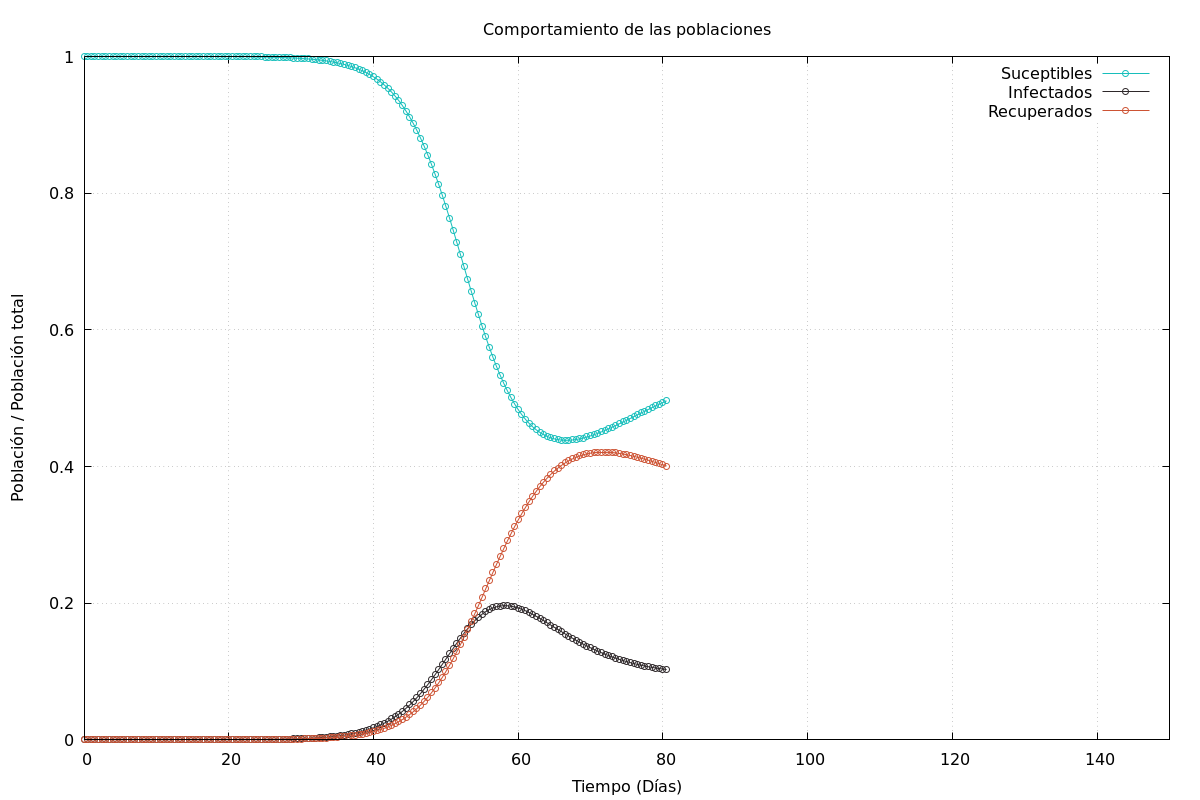 Comportamiento de las poblaciones
Suceptibles
Infectados
Recuperados
1
0.8
0.6
0.4
0.2
0
Población / Población total
0 20 40 60 80 100 120 140
Tiempo (Días)